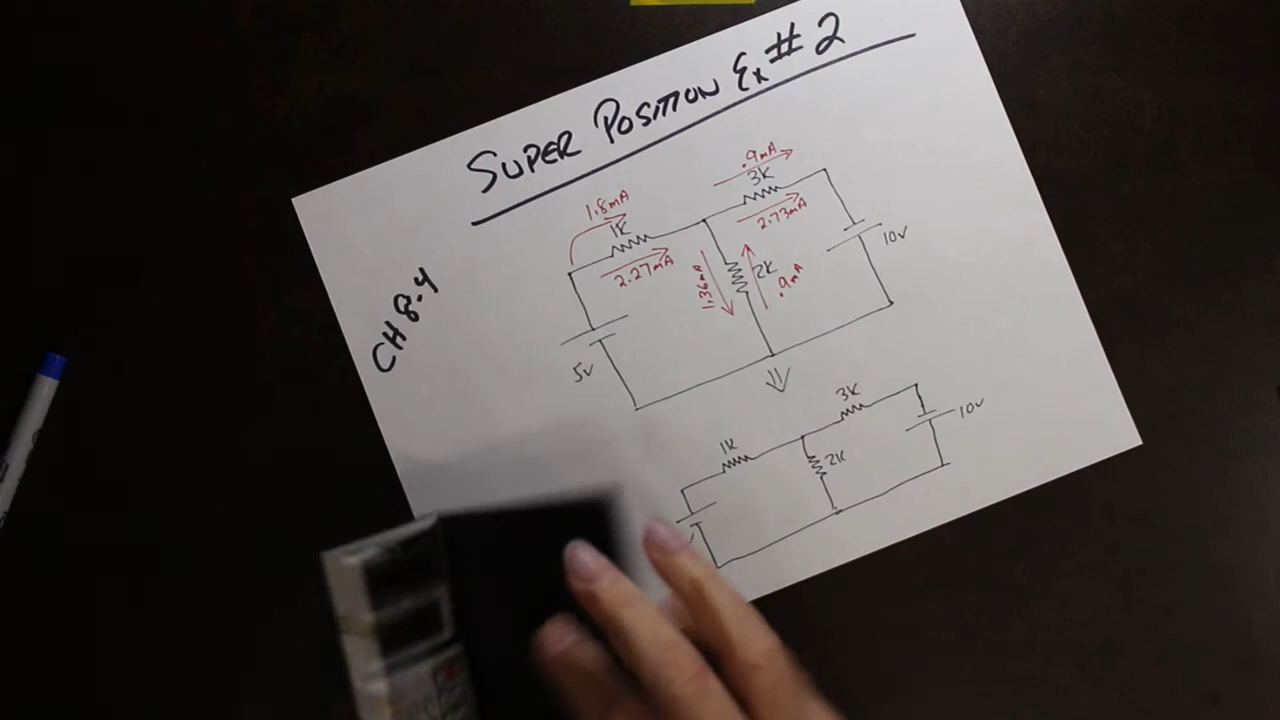 SUPER POSITION Ex # 2
CH 8.4
1.8mA
1K
2.27mA
.9mA
3K
2.73mA
1.36mA
2K
.9mA
10v
5v
1K
3K
2K
10v